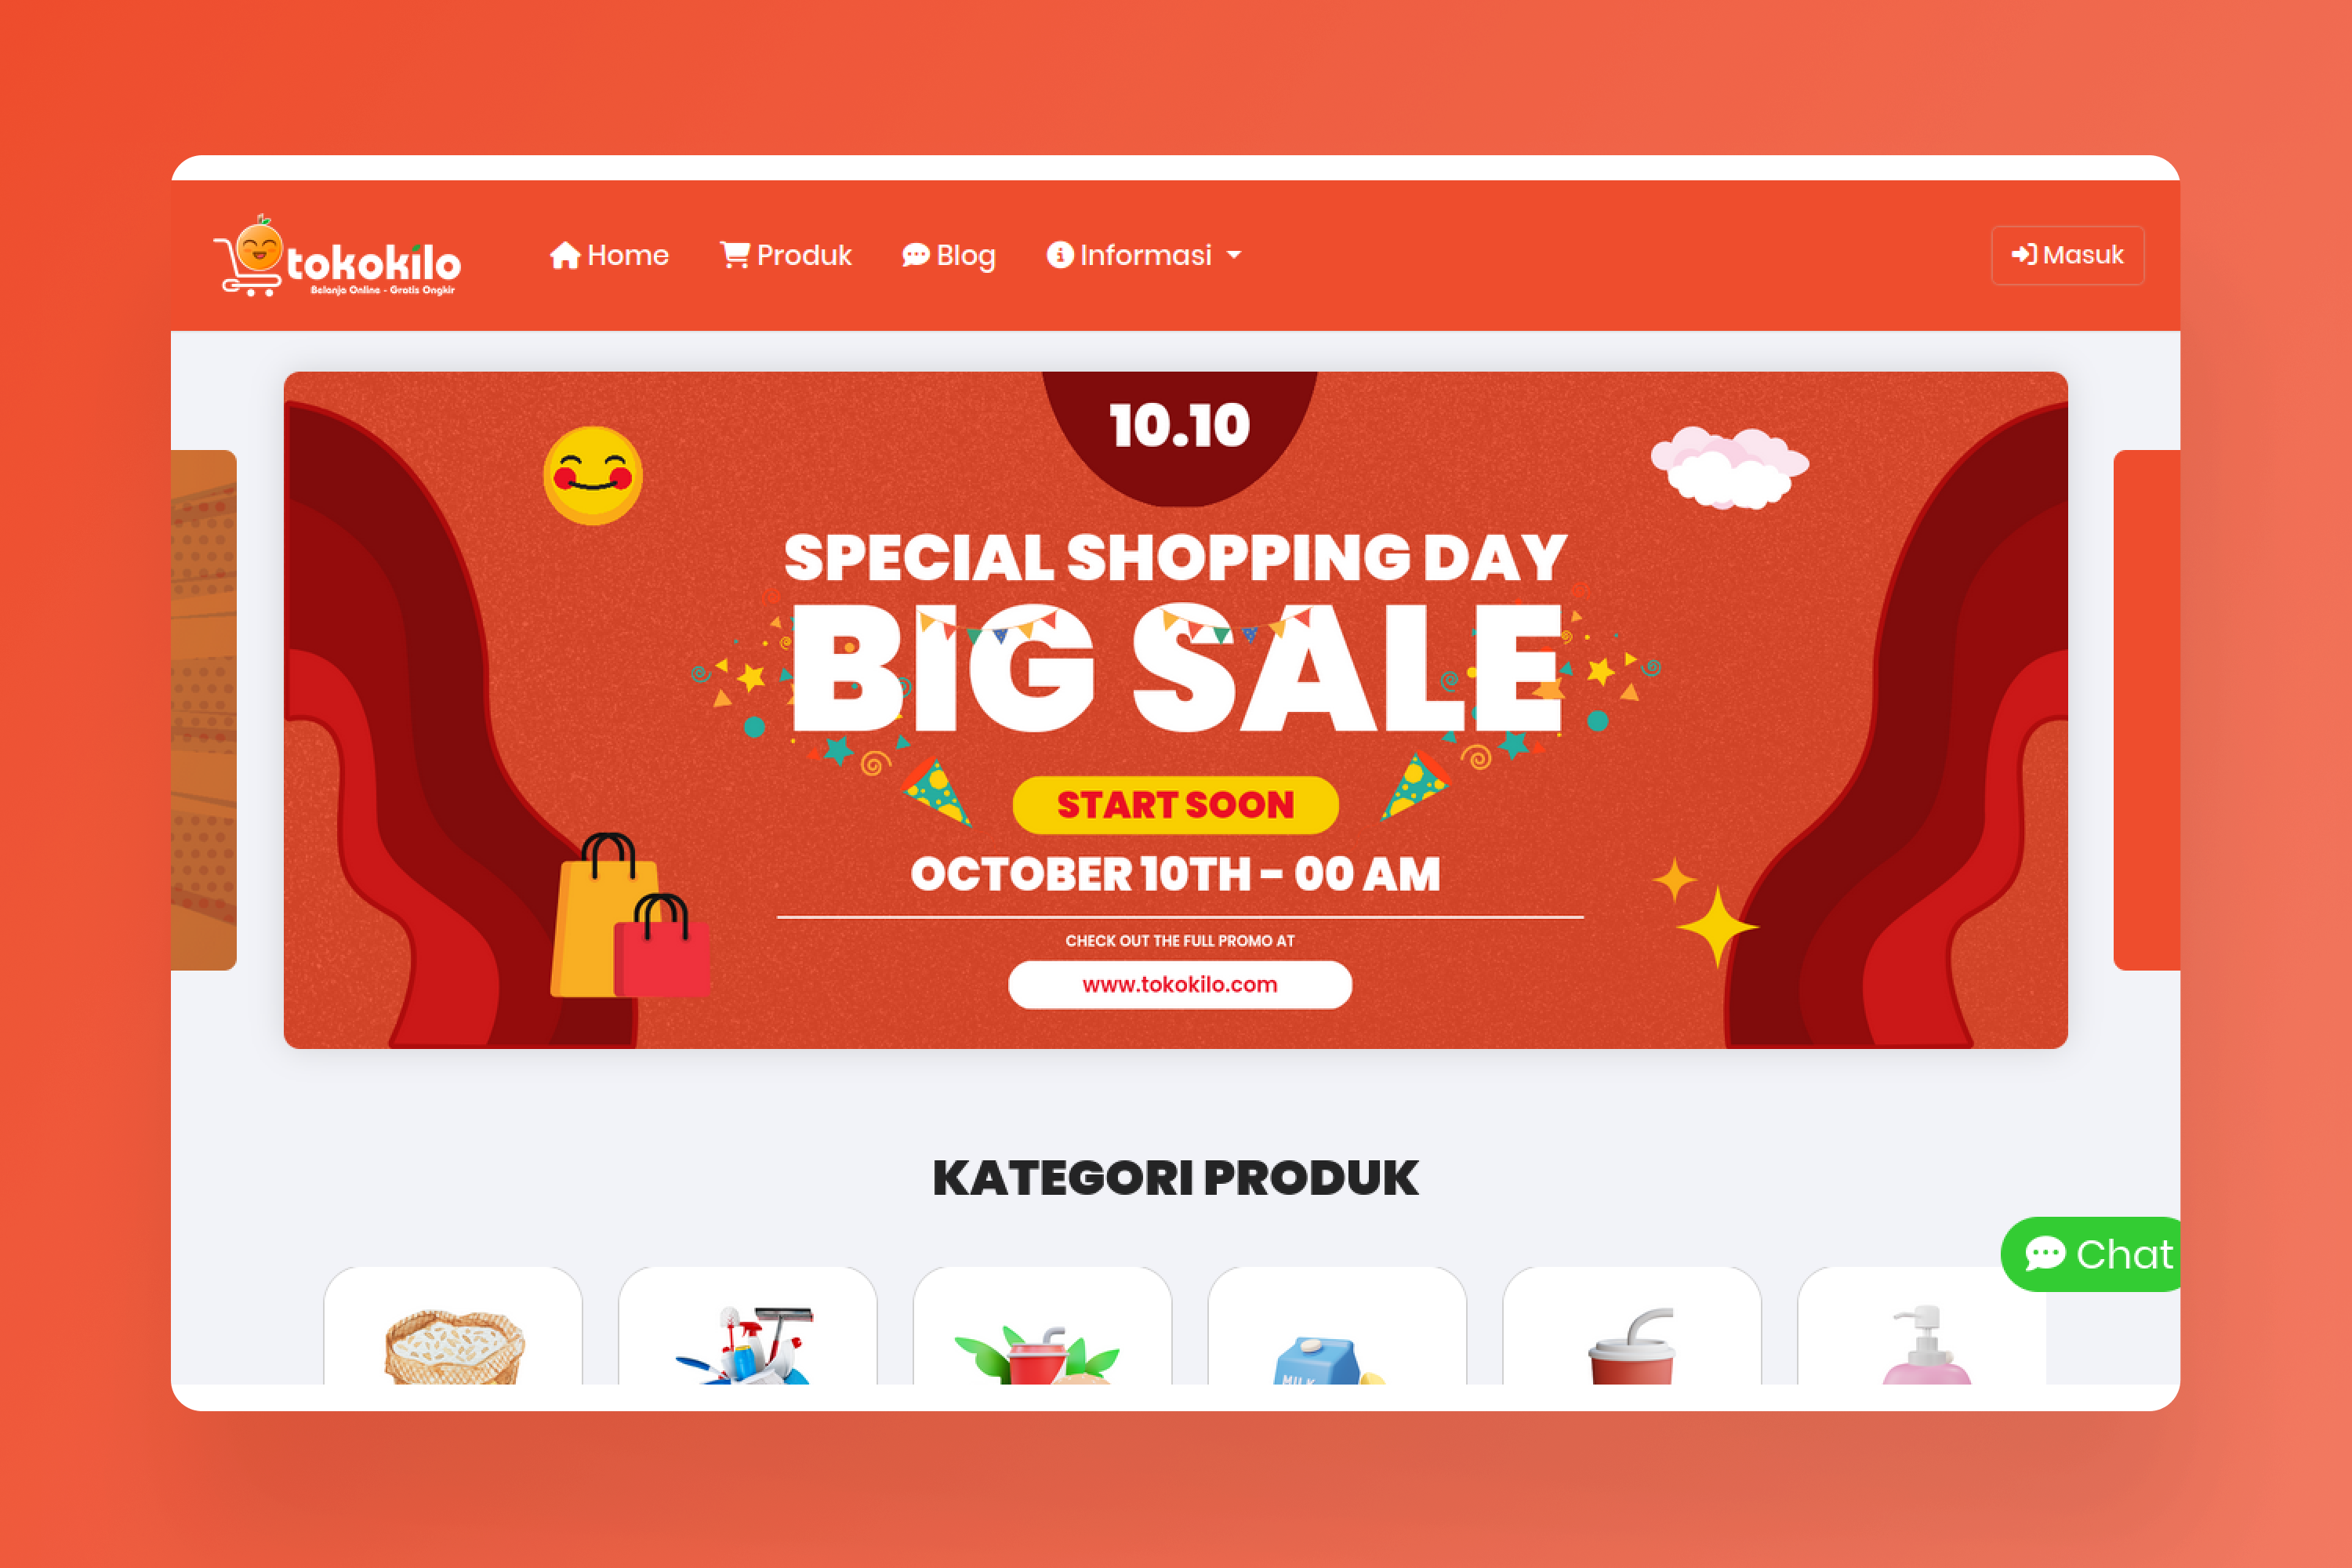 tokokilo
Belanja Online - Gratis Ongkir
Home
Produk
Blog
Informasi
Masuk
10.10
SPECIAL SHOPPING DAY
BIG SALE
START SOON
OCTOBER 10TH - 00 AM
CHECK OUT THE FULL PROMO AT
www.tokokilo.com
KATEGORI PRODUK
Chat
MILK